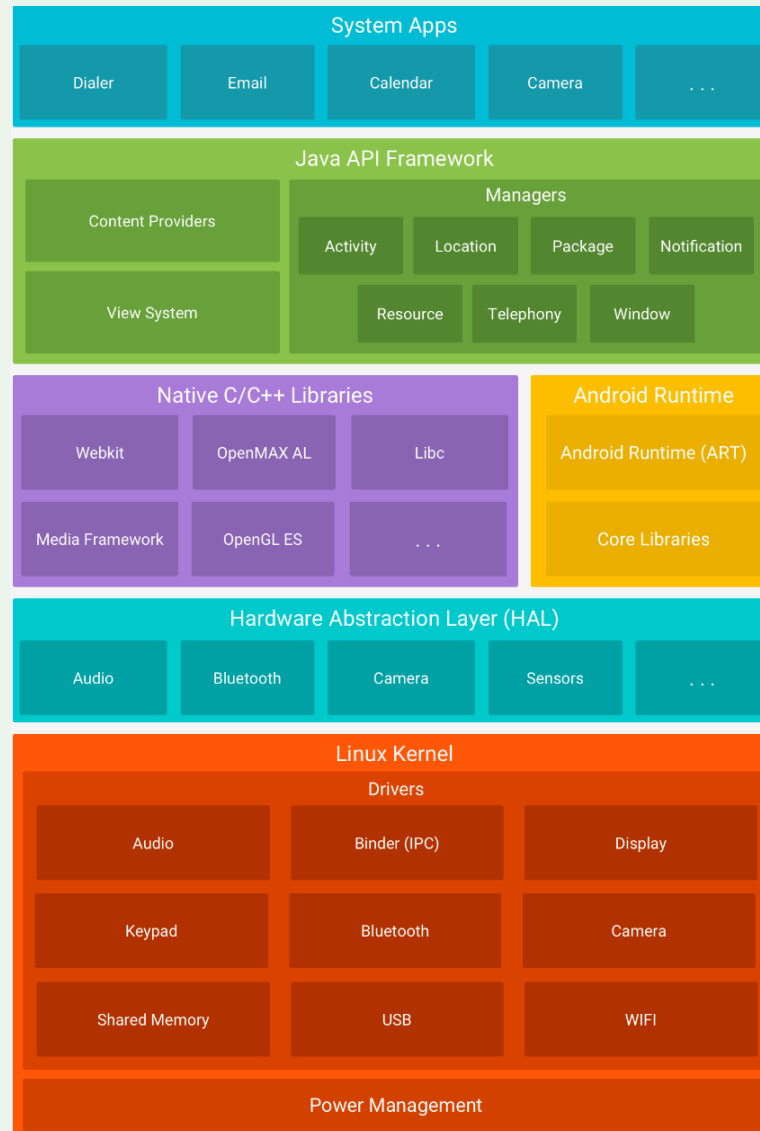 System Apps
Dialer
Email
Calendar
Camera
. . .
Java API Framework
Content Providers
View System
Managers
Activity
Location
Package
Notification
Resource
Telephony
Window
Native C/C++ Libraries
Webkit
OpenMAX AL
Libc
Media Framework
OpenGL ES
. . .
Android Runtime
Android Runtime (ART)
Core Libraries
Hardware Abstraction Layer (HAL)
Audio
Bluetooth
Camera
Sensors
. . .
Linux Kernel
Drivers
Audio
Binder (IPC)
Display
Keypad
Bluetooth
Camera
Shared Memory
USB
WIFI
Power Management